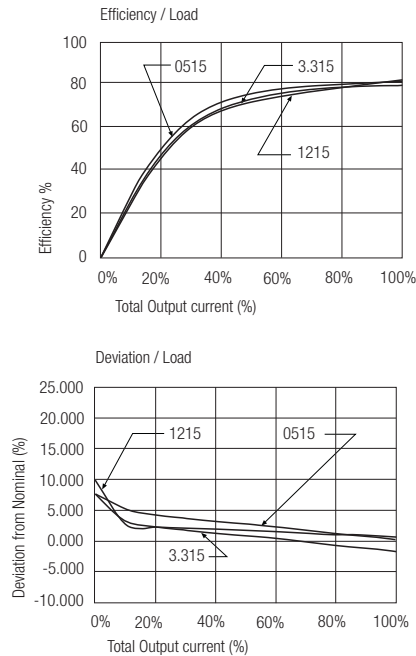 Efficiency / Load
100
80
60
40
20
0
Efficiency %
0515
3.315
1215
0% 20% 40% 60% 80% 100%
Total Output current (%)
Deviation / Load
25.000
20.000
15.000
10.000
5.000
0.000
-5.000
-10.000
Deviation from Nominal (%)
1215
0515
3.315
0% 20% 40% 60% 80% 100%
Total Output current (%)